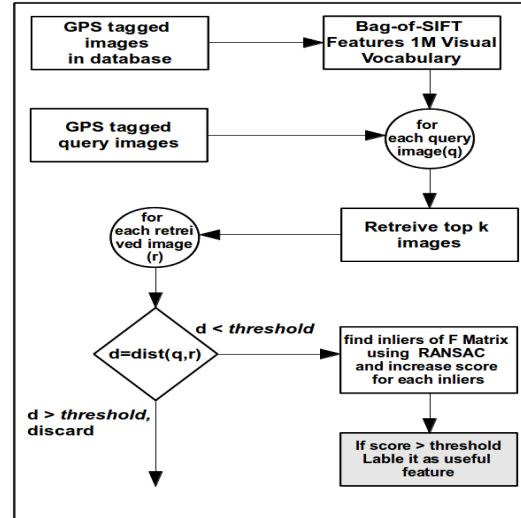 GPS tagged
images
in database
Bag-of-SIFT
Features 1M Visual
Vocabulary
GPS tagged
query images
for
each query
image(q)
Retreive top k
images
for
each retrei
ved image
(r)
d=dist(q,r)
d < threshold
find inliers of F Matrix
using RANSAC
and increase score
for each inliers
d > threshold,
discard
If score > threshold
Lable it as useful
feature